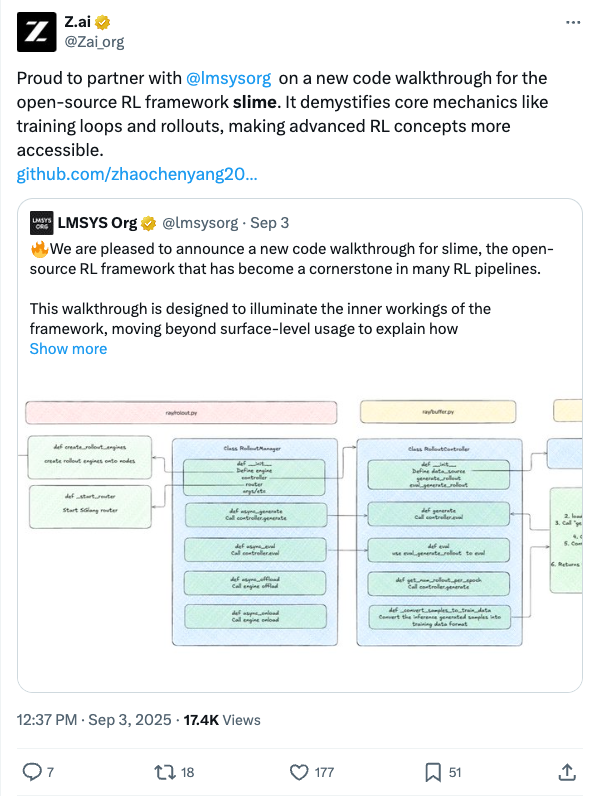 Z.ai
@Zai_org
Proud to partner with @lmsysorg on a new code walkthrough for the
open-source RL framework slime. It demystifies core mechanics like
training loops and rollouts, making advanced RL concepts more
accessible.
github.com/zhaochenyang20...
LMSYS ORG
LMSYS Org @lmsysorg · Sep 3
🔥We are pleased to announce a new code walkthrough for slime, the open-
source RL framework that has become a cornerstone in many RL pipelines.
This walkthrough is designed to illuminate the inner workings of the
framework, moving beyond surface-level usage to explain how
Show more
ray/rollout.py
def create_rollout_engines
create rollout engines onto nodes
def _start_router
Start SGlang router
Class RolloutManager
def __init__
Define engine
controller
router
args/etc
def async_generate
Call controller.generate
def async_eval
Call controller.eval
def async_offload
Call engine offload
def async_onload
Call engine onload
ray/buffer.py
Class RolloutController
def __init__
Define data_source
generate_rollout
eval_generate_rollout
def generate
Call controller.eval
def eval
use eval_generate_rollout to eval
def get_num_rollout_per_epoch
Call controller.generate
def _convert_samples_to_train_data
Convert the inference generated samples into
training data format
2. load
3. Call "ge
4. C
5. Com
6. Returns
12:37 PM · Sep 3, 2025 · 17.4K Views
7
18
177
51